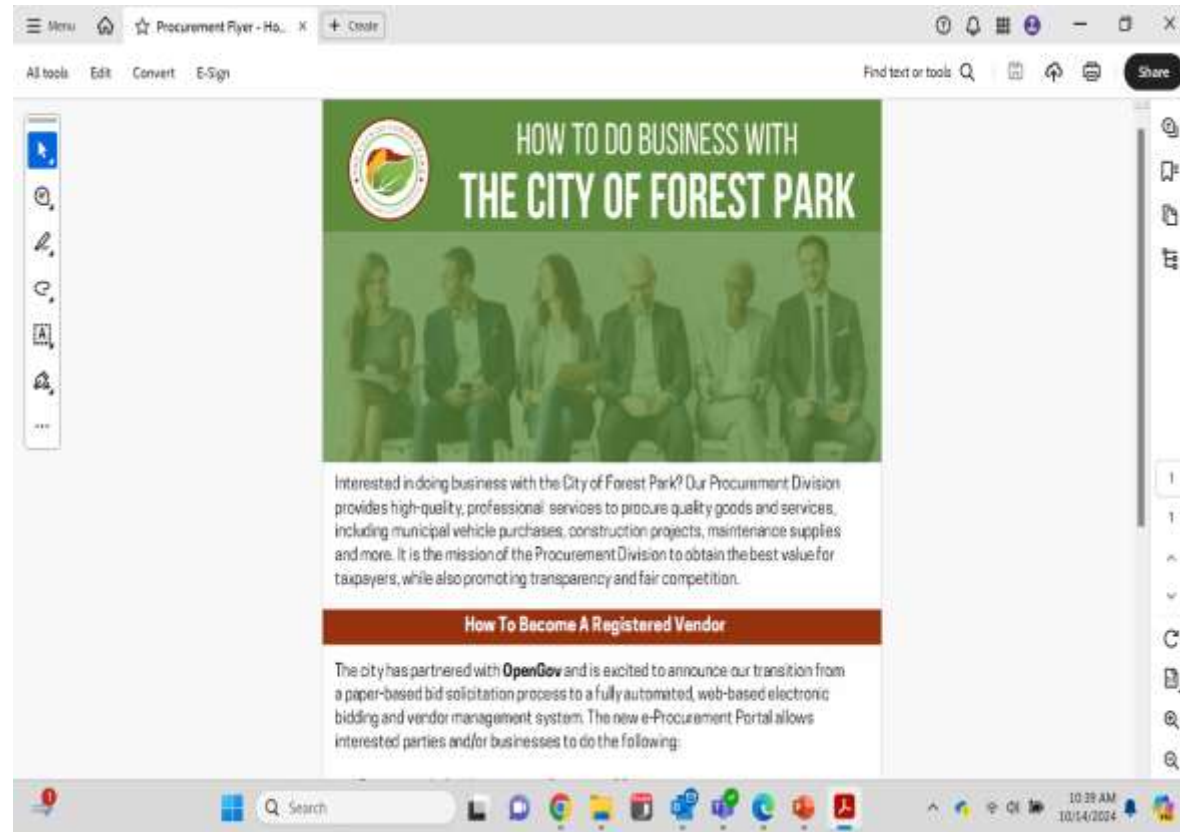 Menu
Procurement Flyer - Ho...
+ Create
All tools Edit Convert E-Sign
Find text or tools
Share
HOW TO DO BUSINESS WITH
THE CITY OF FOREST PARK
Interested in doing business with the City of Forest Park? Our Procurement Division
provides high-quality, professional services to procure quality goods and services,
including municipal vehicle purchases, construction projects, maintenance supplies
and more. It is the mission of the Procurement Division to obtain the best value for
taxpayers, while also promoting transparency and fair competition.
How To Become A Registered Vendor
The city has partnered with OpenGov and is excited to announce our transition from
a paper-based bid solicitation process to a fully automated, web-based electronic
bidding and vendor management system. The new e-Procurement Portal allows
interested parties and/or businesses to do the following:
1
1
1
Search
10:39 AM
10/14/2024